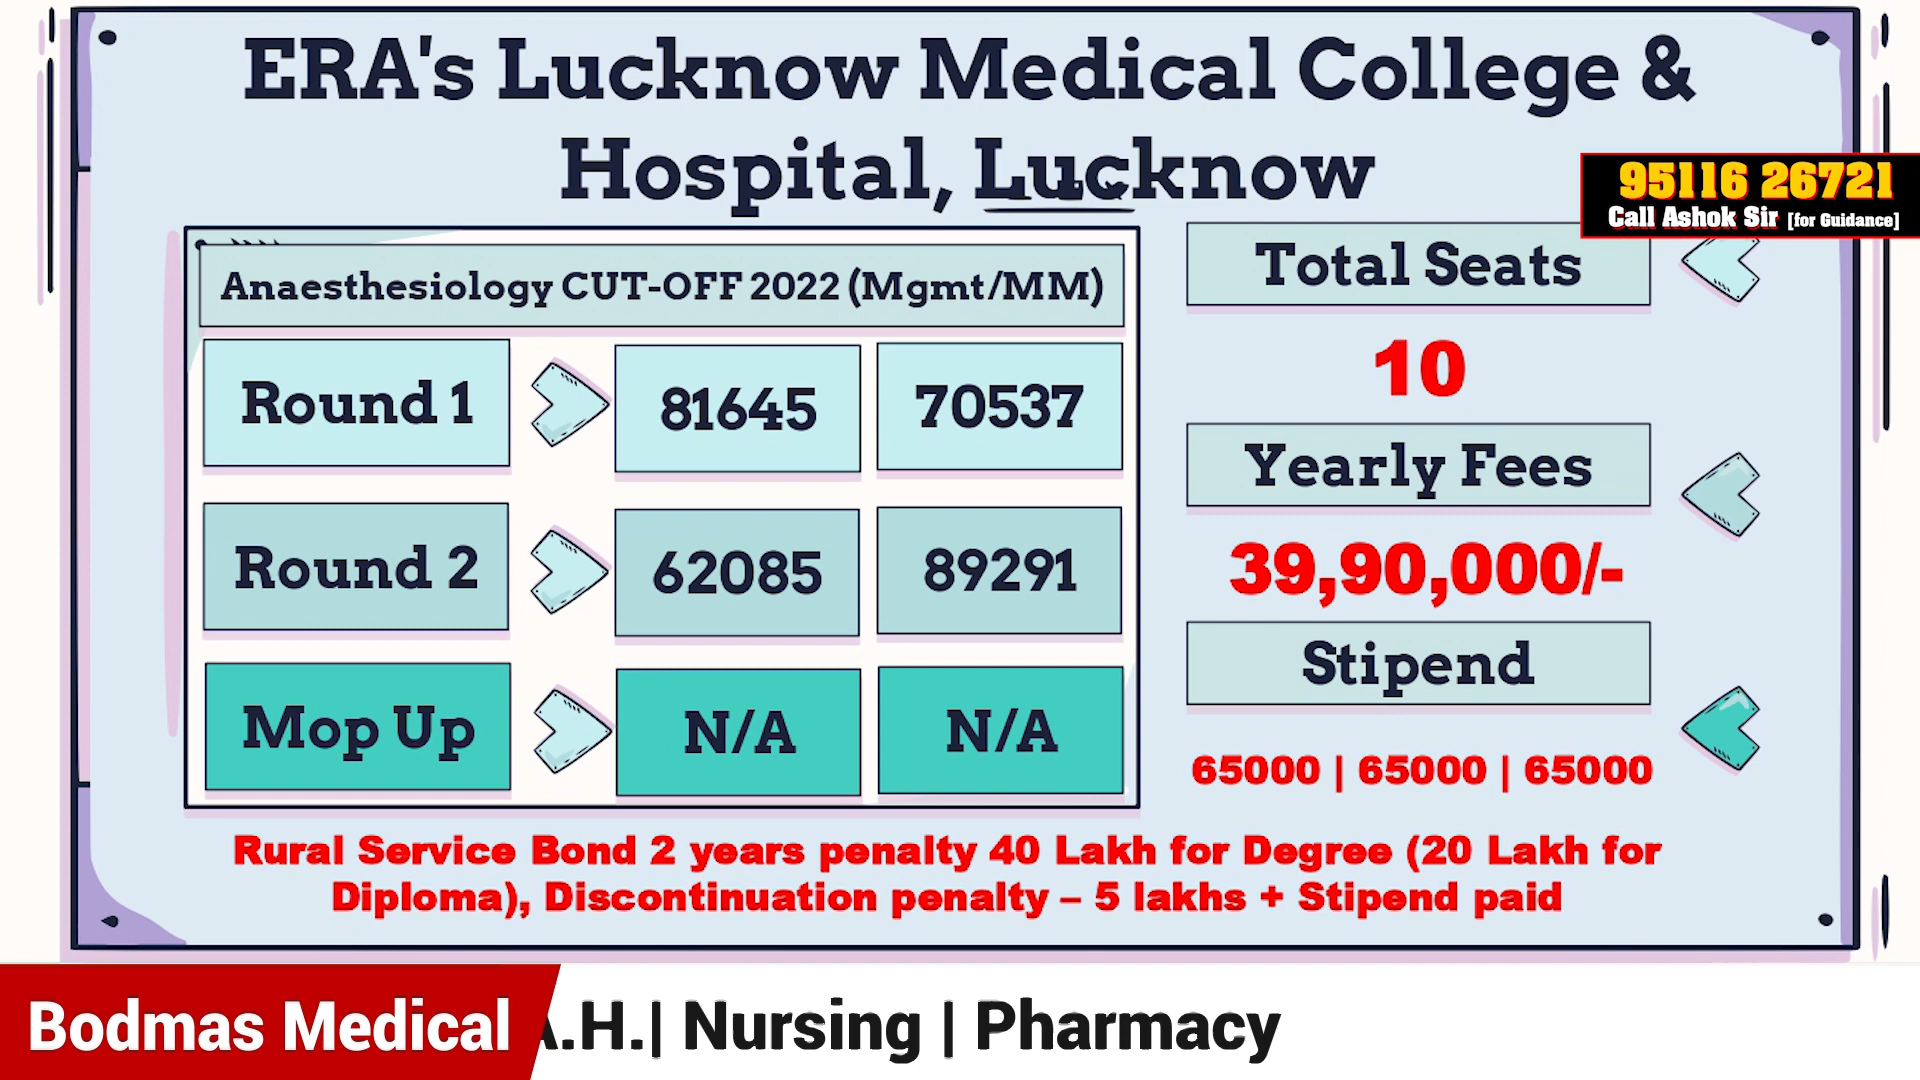 ERA's Lucknow Medical College &
Hospital, Lucknow
95116 26721
Call Ashok Sir [for Guidance]
Anaesthesiology CUT-OFF 2022 (Mgmt/MM)
Round 1 81645 70537
Round 2 62085 89291
Mop Up N/A N/A
Total Seats
10
Yearly Fees
39,90,000/-
Stipend
65000 | 65000 | 65000
Rural Service Bond 2 years penalty 40 Lakh for Degree (20 Lakh for
Diploma), Discontinuation penalty – 5 lakhs + Stipend paid
Bodmas Medical A.H.| Nursing | Pharmacy